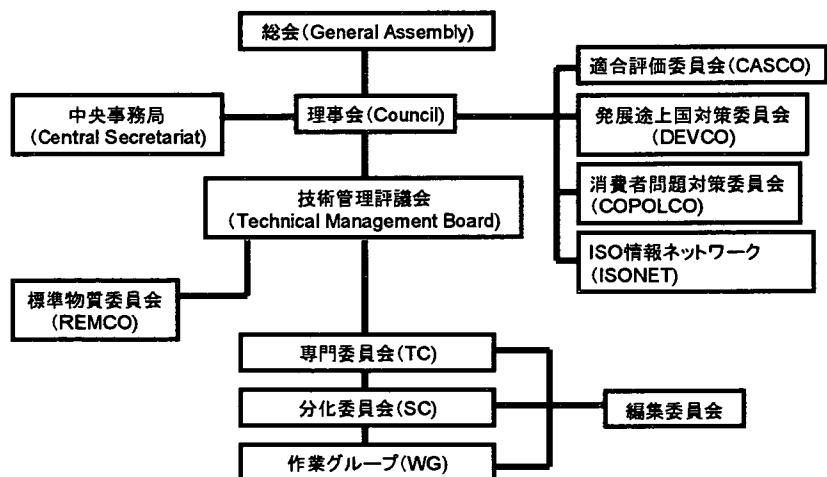 総会(General Assembly)
適合評価委員会(CASCO)
中央事務局
(Central Secretariat)
理事会(Council)
発展途上国対策委員会
(DEVCO)
技術管理評議会
(Technical Management Board)
消費者問題対策委員会
(COPOLCO)
ISO情報ネットワーク
(ISONET)
標準物質委員会
(REMCO)
専門委員会(TC)
分化委員会(SC)
編集委員会
作業グループ(WG)